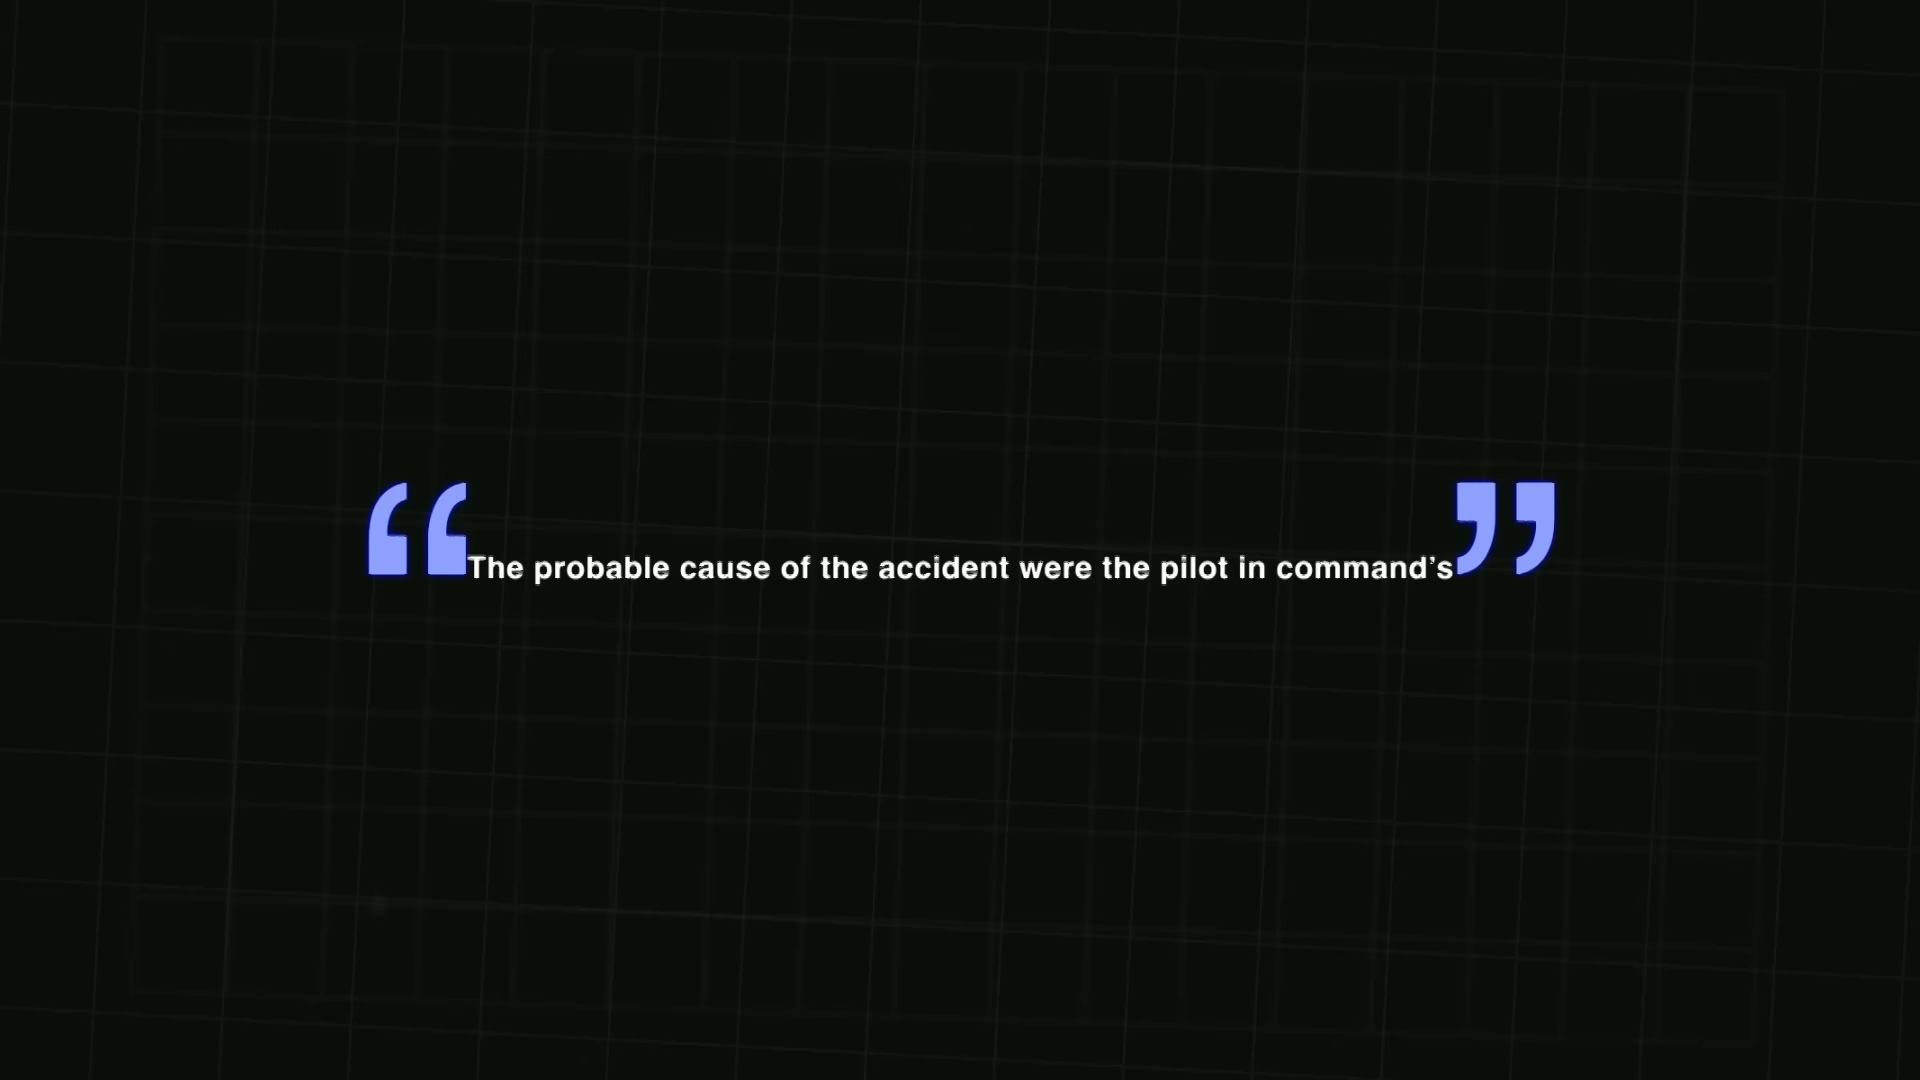 “The probable cause of the accident were the pilot in command’s”